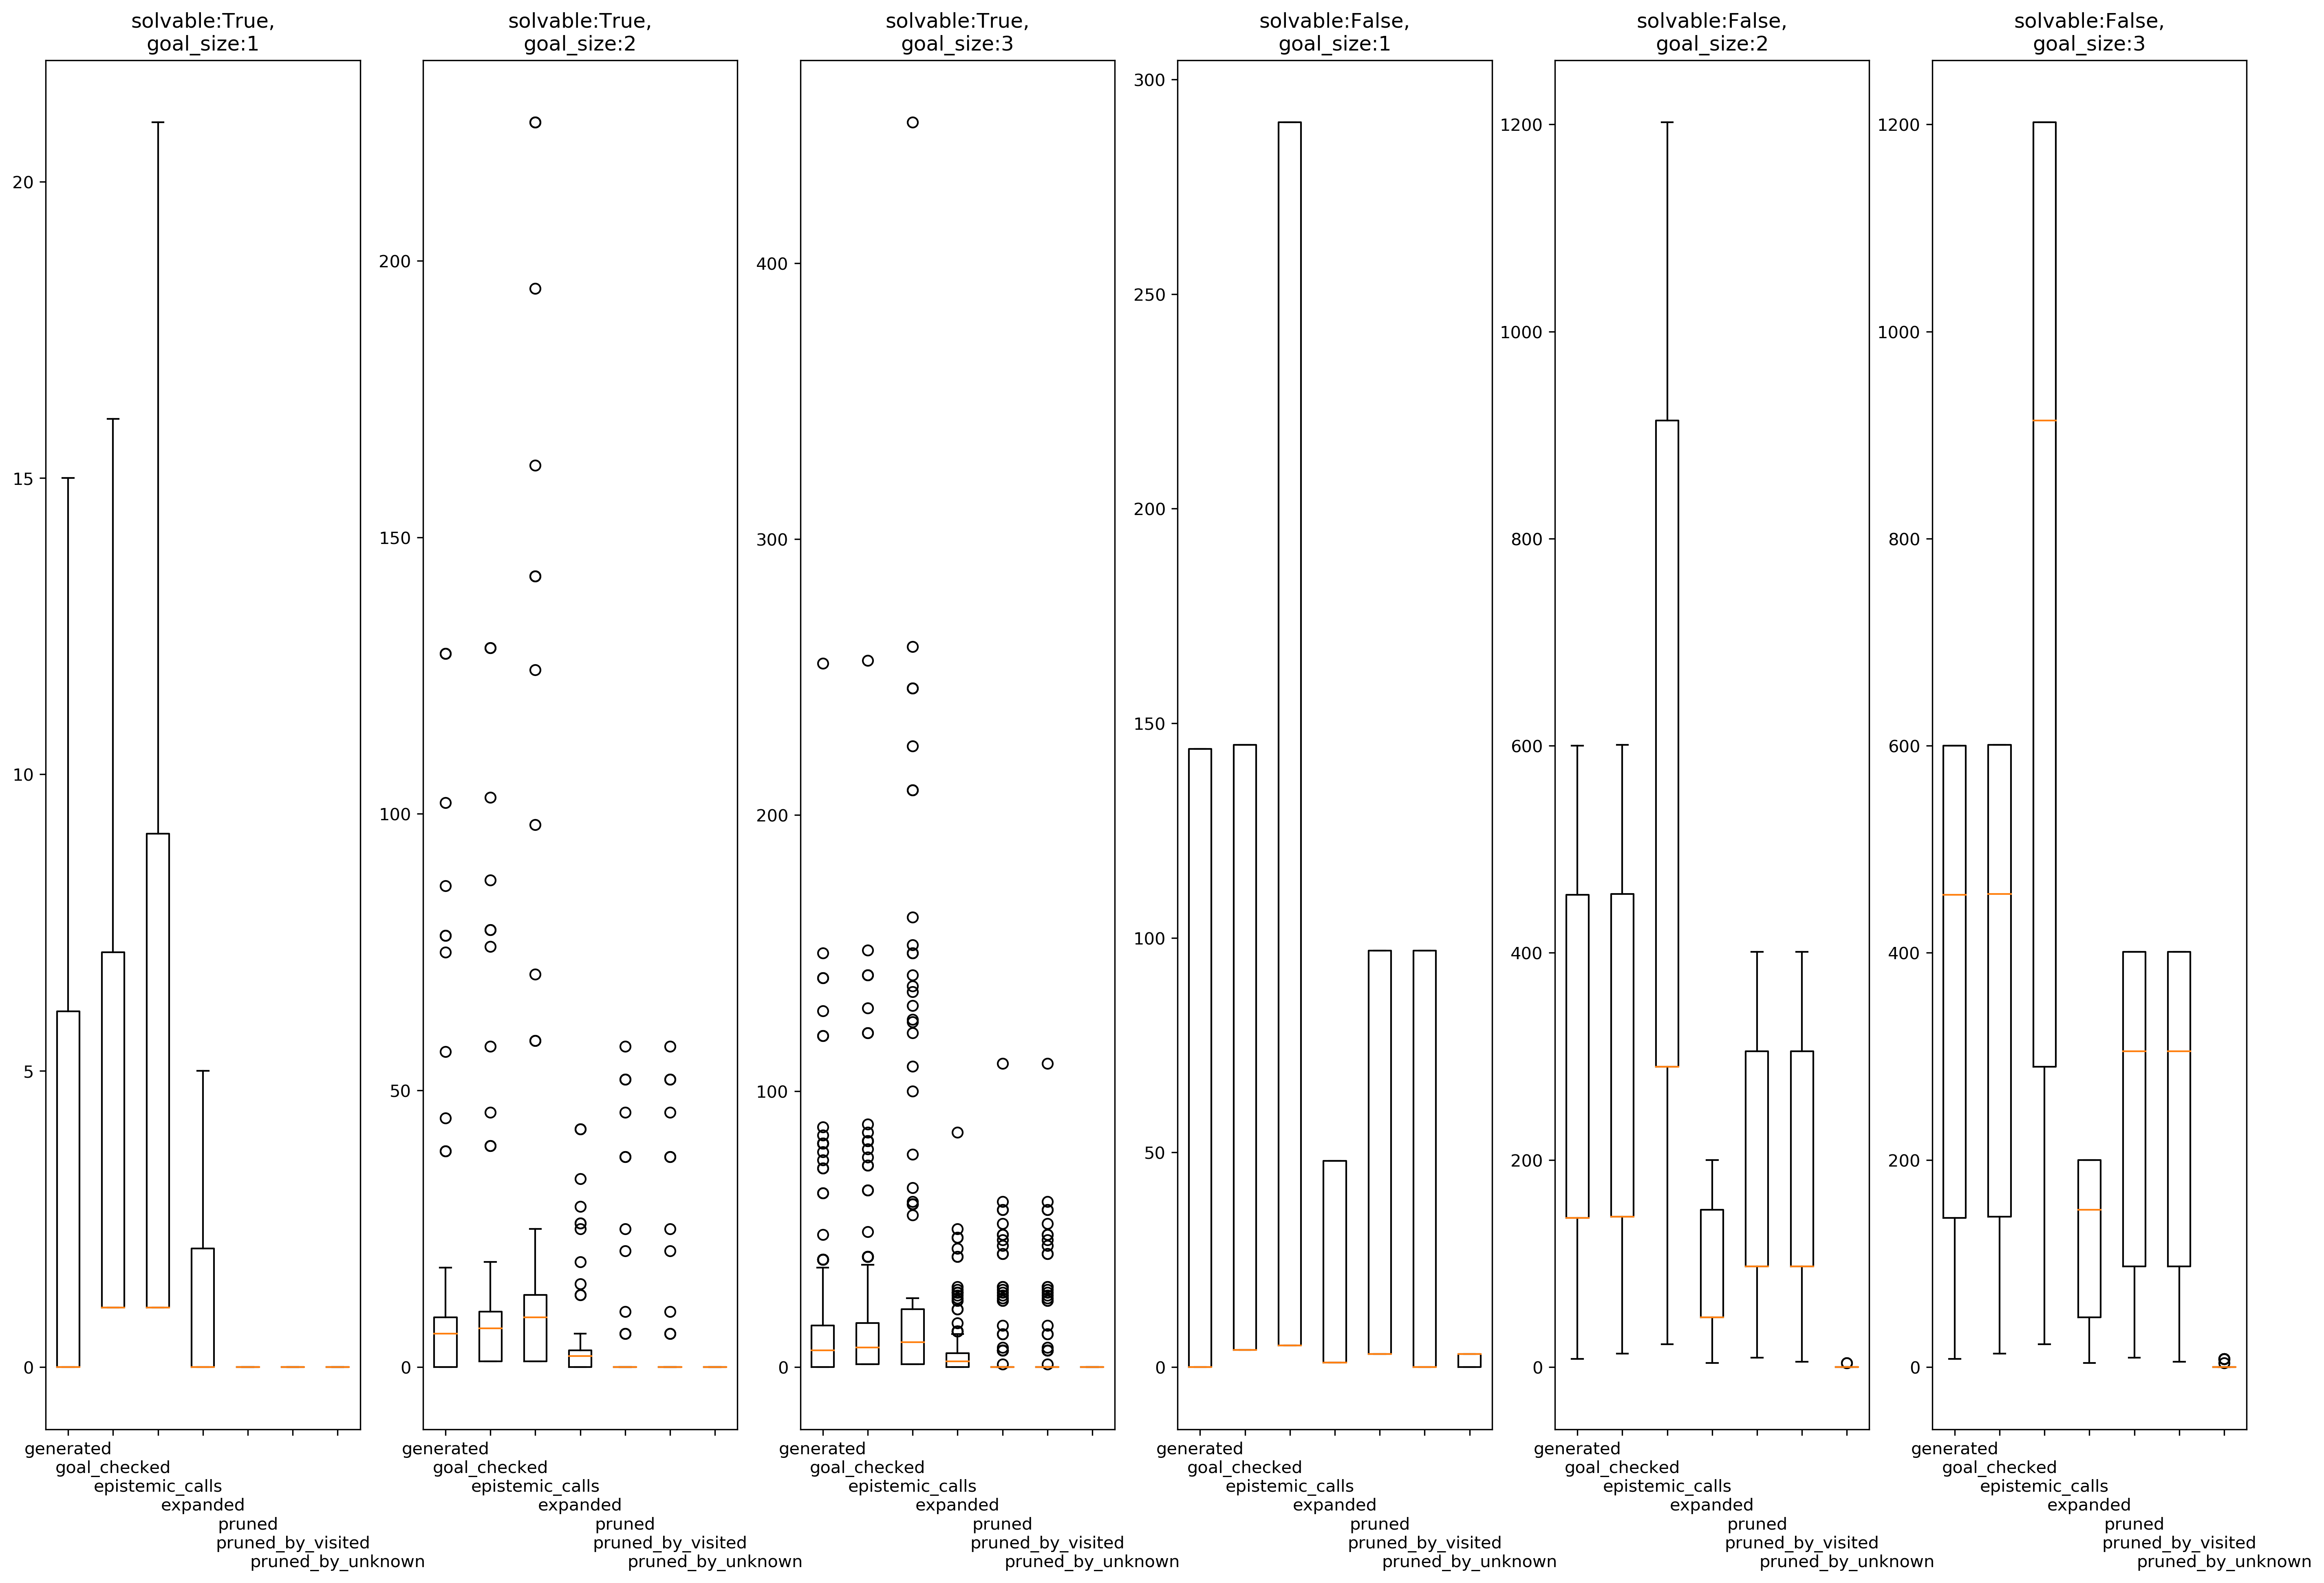 solvable:True,
goal_size:1
20
15
10
5
0
generated
goal_checked
epistemic_calls
expanded
pruned
pruned_by_visited
pruned_by_unknown
solvable:True,
goal_size:2
200
150
100
50
0
generated
goal_checked
epistemic_calls
expanded
pruned
pruned_by_visited
pruned_by_unknown
solvable:True,
goal_size:3
400
300
200
100
0
generated
goal_checked
epistemic_calls
expanded
pruned
pruned_by_visited
pruned_by_unknown
solvable:False,
goal_size:1
300
250
200
150
100
50
0
generated
goal_checked
epistemic_calls
expanded
pruned
pruned_by_visited
pruned_by_unknown
solvable:False,
goal_size:2
1200
1000
800
600
400
200
0
generated
goal_checked
epistemic_calls
expanded
pruned
pruned_by_visited
pruned_by_unknown
solvable:False,
goal_size:3
1200
1000
800
600
400
200
0
generated
goal_checked
epistemic_calls
expanded
pruned
pruned_by_visited
pruned_by_unknown